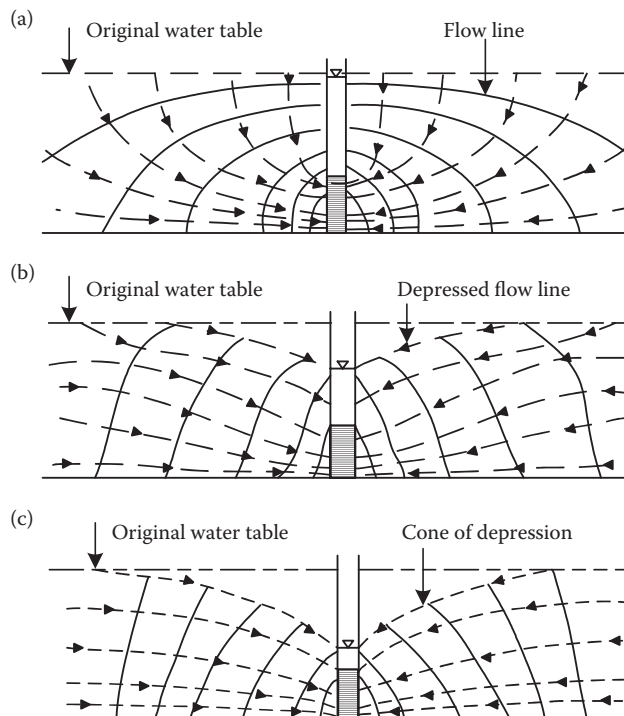 (a)
Original water table Flow line
(b)
Original water table Depressed flow line
(c)
Original water table Cone of depression